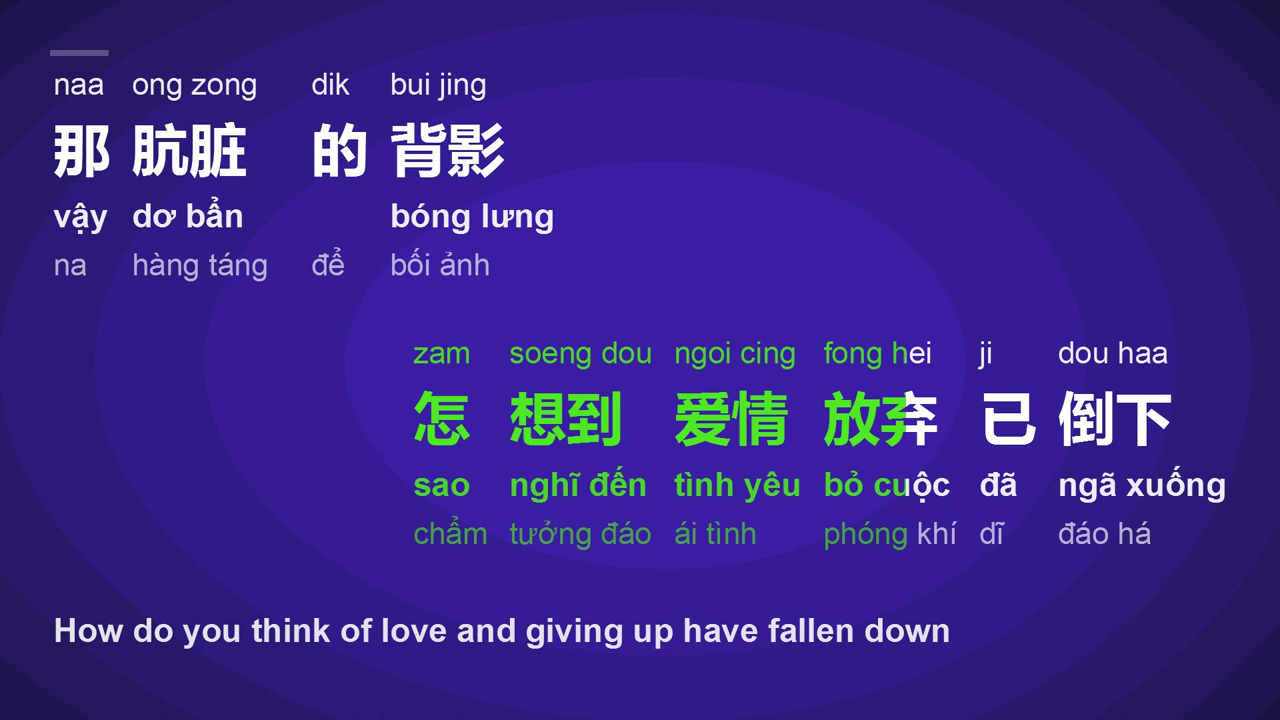 naa ong zong dik bui jing
那 肮脏 的 背影
vậy dơ bẩn bóng lưng
na hàng táng để bối ảnh
zam soeng dou ngoi cing fong hei ji dou haa
怎 想到 爱情 放弃 已 倒下
sao nghĩ đến tình yêu bỏ cuộc đã ngã xuống
chẩm tưởng đáo ái tình phóng khí dĩ đáo há
How do you think of love and giving up have fallen down